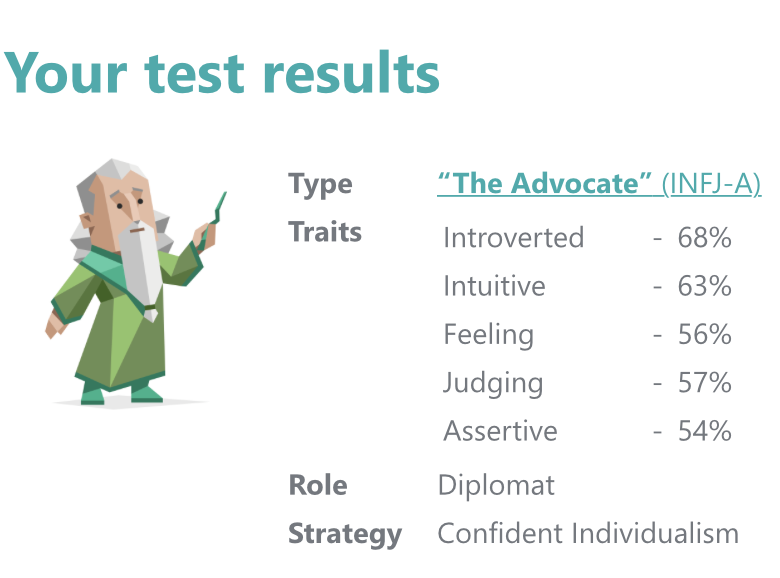 Your test results
Type “The Advocate” (INFJ-A)
Traits Introverted - 68%
Intuitive - 63%
Feeling - 56%
Judging - 57%
Assertive - 54%
Role Diplomat
Strategy Confident Individualism